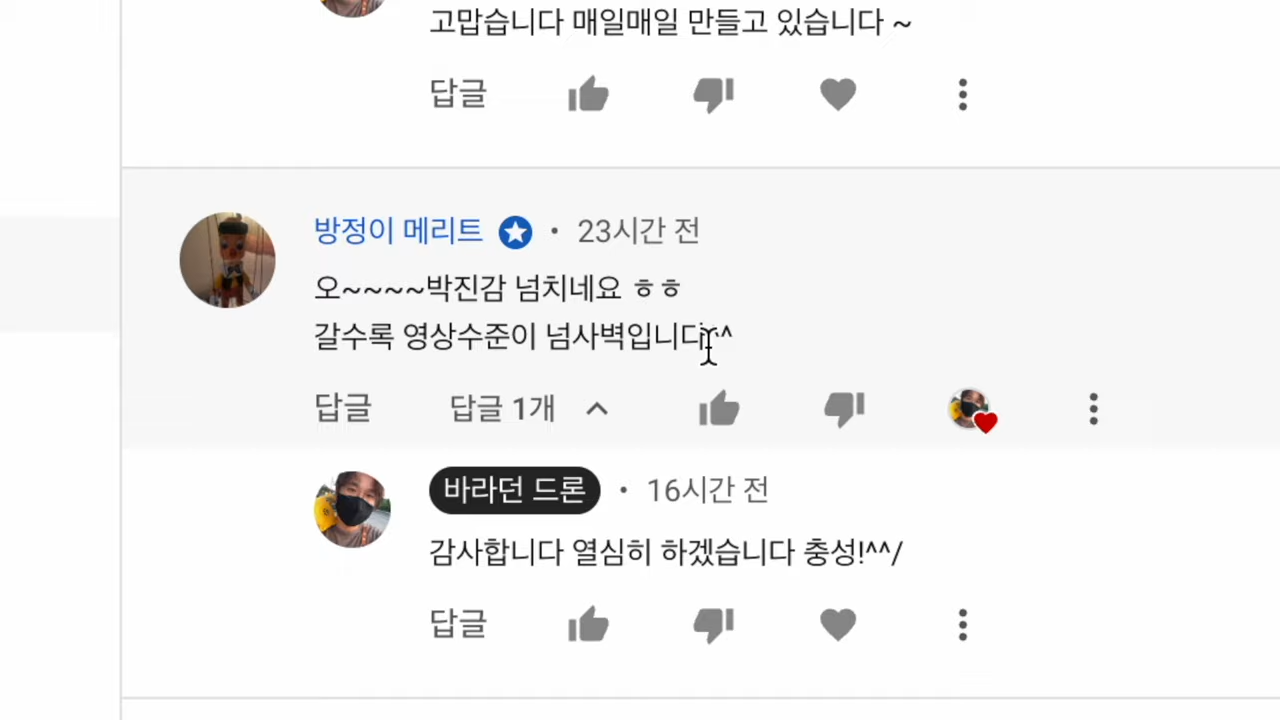 고맙습니다 매일매일 만들고 있습니다 ~
답글
방정이 메리트 • 23시간 전
오~~~~박진감 넘치네요 ㅎㅎ
갈수록 영상수준이 넘사벽입니다^^
답글 답글 1개
바라던 드론 • 16시간 전
감사합니다 열심히 하겠습니다 충성!^^/
답글